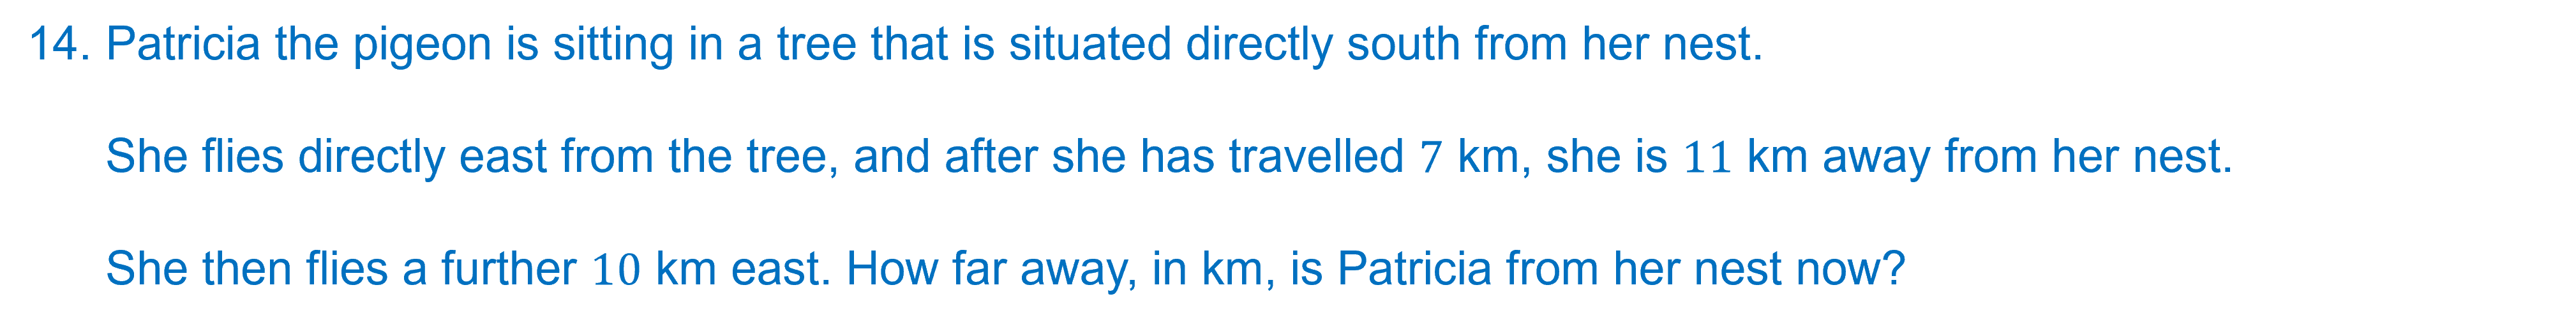 14. Patricia the pigeon is sitting in a tree that is situated directly south from her nest.
She flies directly east from the tree, and after she has travelled 7 km, she is 11 km away from her nest.
She then flies a further 10 km east. How far away, in km, is Patricia from her nest now?